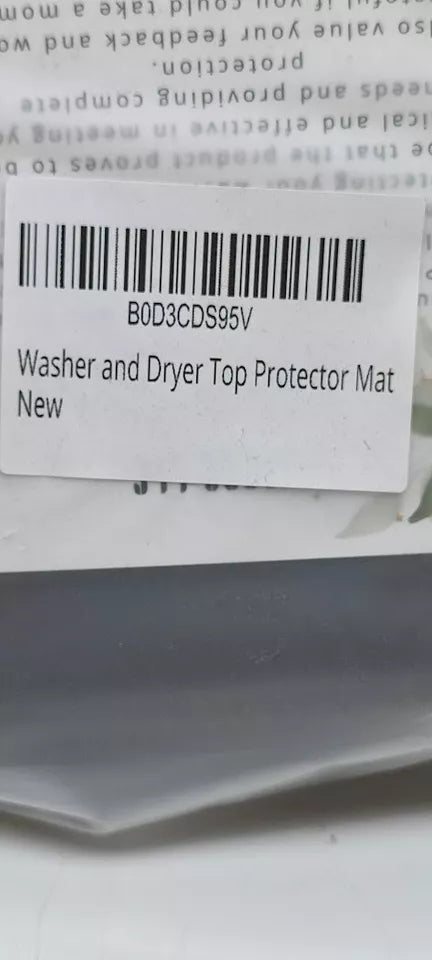 B0D3CDS95V
Washer and Dryer Top Protector Mat
New
your
that the product proves to
and effective in meeting
needs and providing complete
protection.
value your feedback and
if you could take a